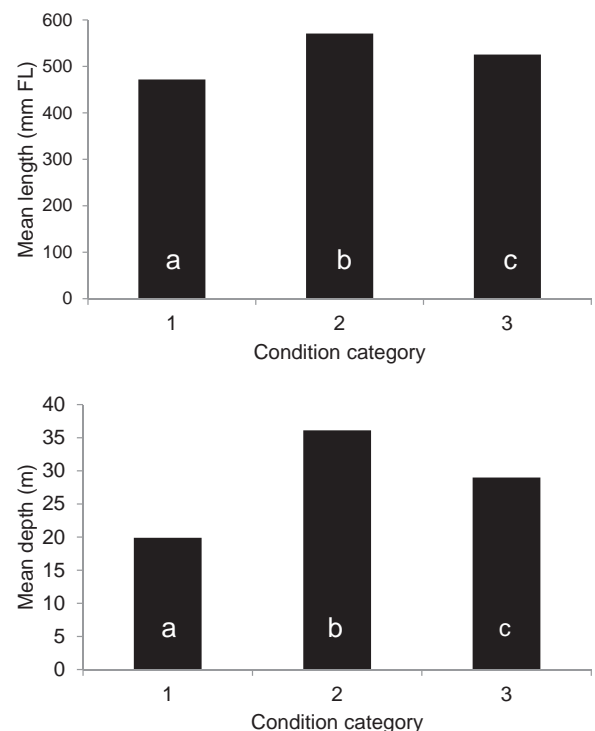 Mean length (mm FL)
600
500
400
300
200
100
0
a
b
c
1
2
3
Condition category
Mean depth (m)
40
35
30
25
20
15
10
5
0
a
b
c
1
2
3
Condition category